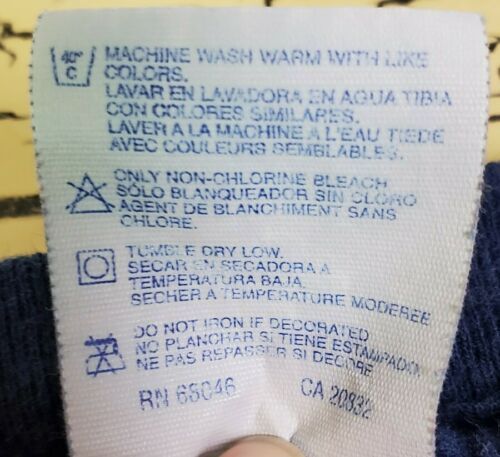 40°
C
MACHINE WASH WARM WITH LIKE
COLORS.
LAVAR EN LAVADORA EN AGUA TIBIA
CON COLORES SIMILARES.
LAVER A LA MACHINE A L'EAU TIEDE
AVEC COULEURS SEMBLABLES.
ONLY NON-CHLORINE BLEACH
SÓLO BLANQUEADOR SIN CLORO
AGENT DE BLANCHIMENT SANS
CHLORE.
TUMBLE DRY LOW.
SECAR EN SECADORA A
TEMPERATURA BAJA.
SECHER A TEMPERATURE MODEREE
DO NOT IRON IF DECORATED
NO PLANCHAR SI TIENE ESTAMPADO
NE PAS REPASSER SI DECORE
RN 65046 CA 20832